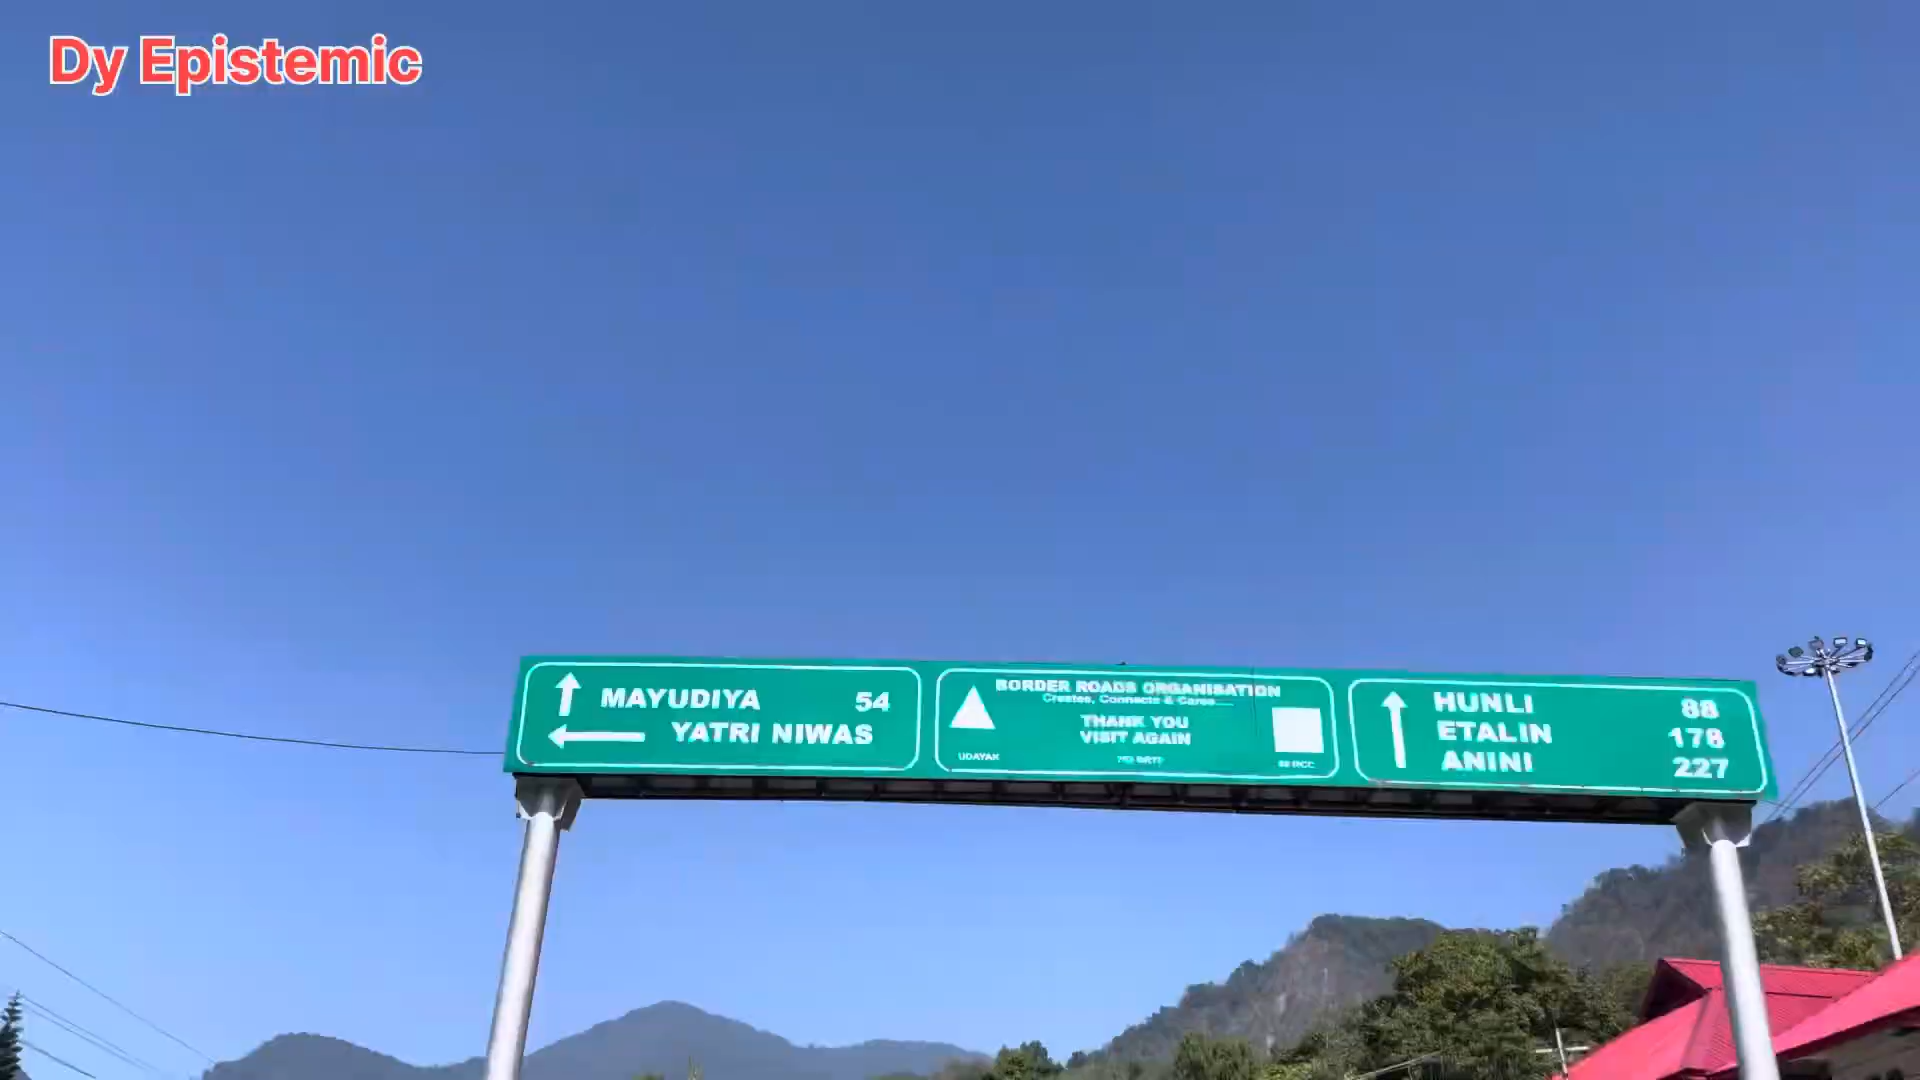 Dy Epistemic
MAYUDIYA 54
YATRI NIWAS
BORDER ROADS ORGANISATION
Creates, Connects & Cares....
THANK YOU
VISIT AGAIN
UDAYAK
HUNLI 88
ETALIN 178
ANINI 227